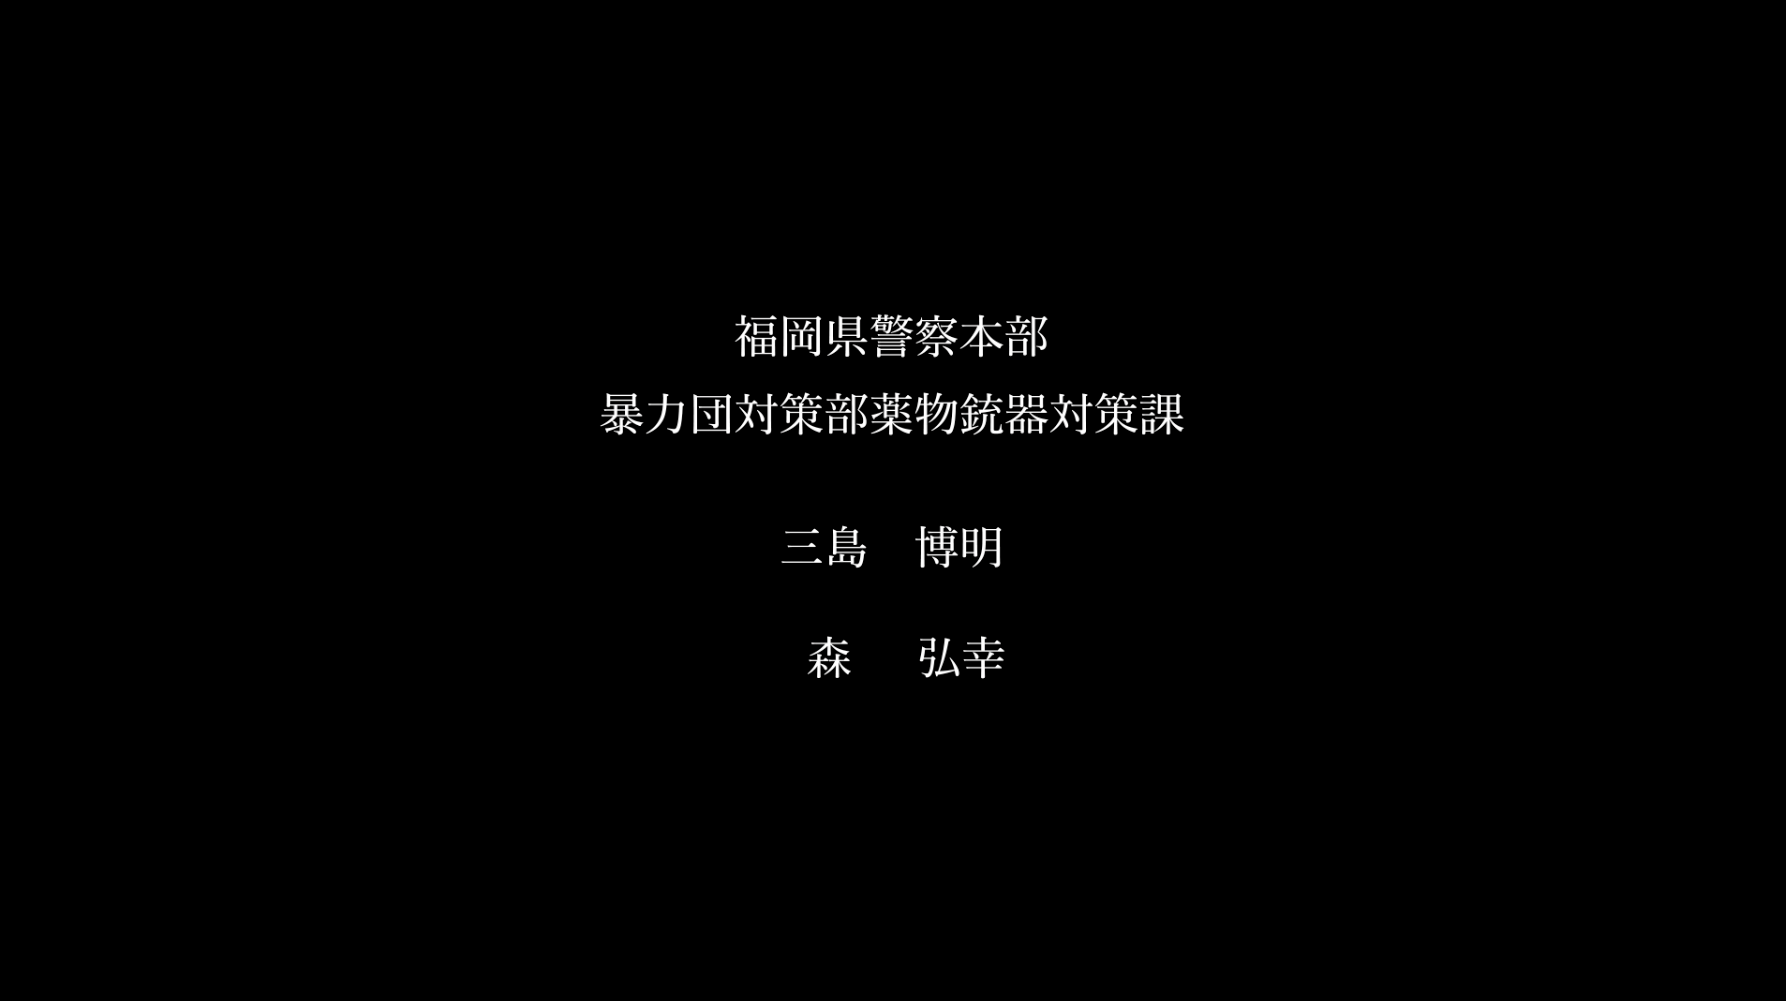 福岡県警察本部
暴力団対策部薬物銃器対策課
三島　博明
森　弘幸